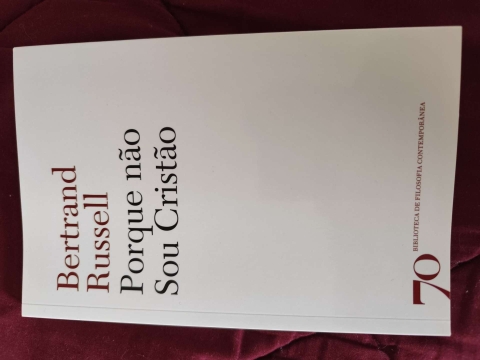 Bertrand
Russell
Porque não
Sou Cristão
70
BIBLIOTECA DE FILOSOFIA CONTEMPORÂNEA